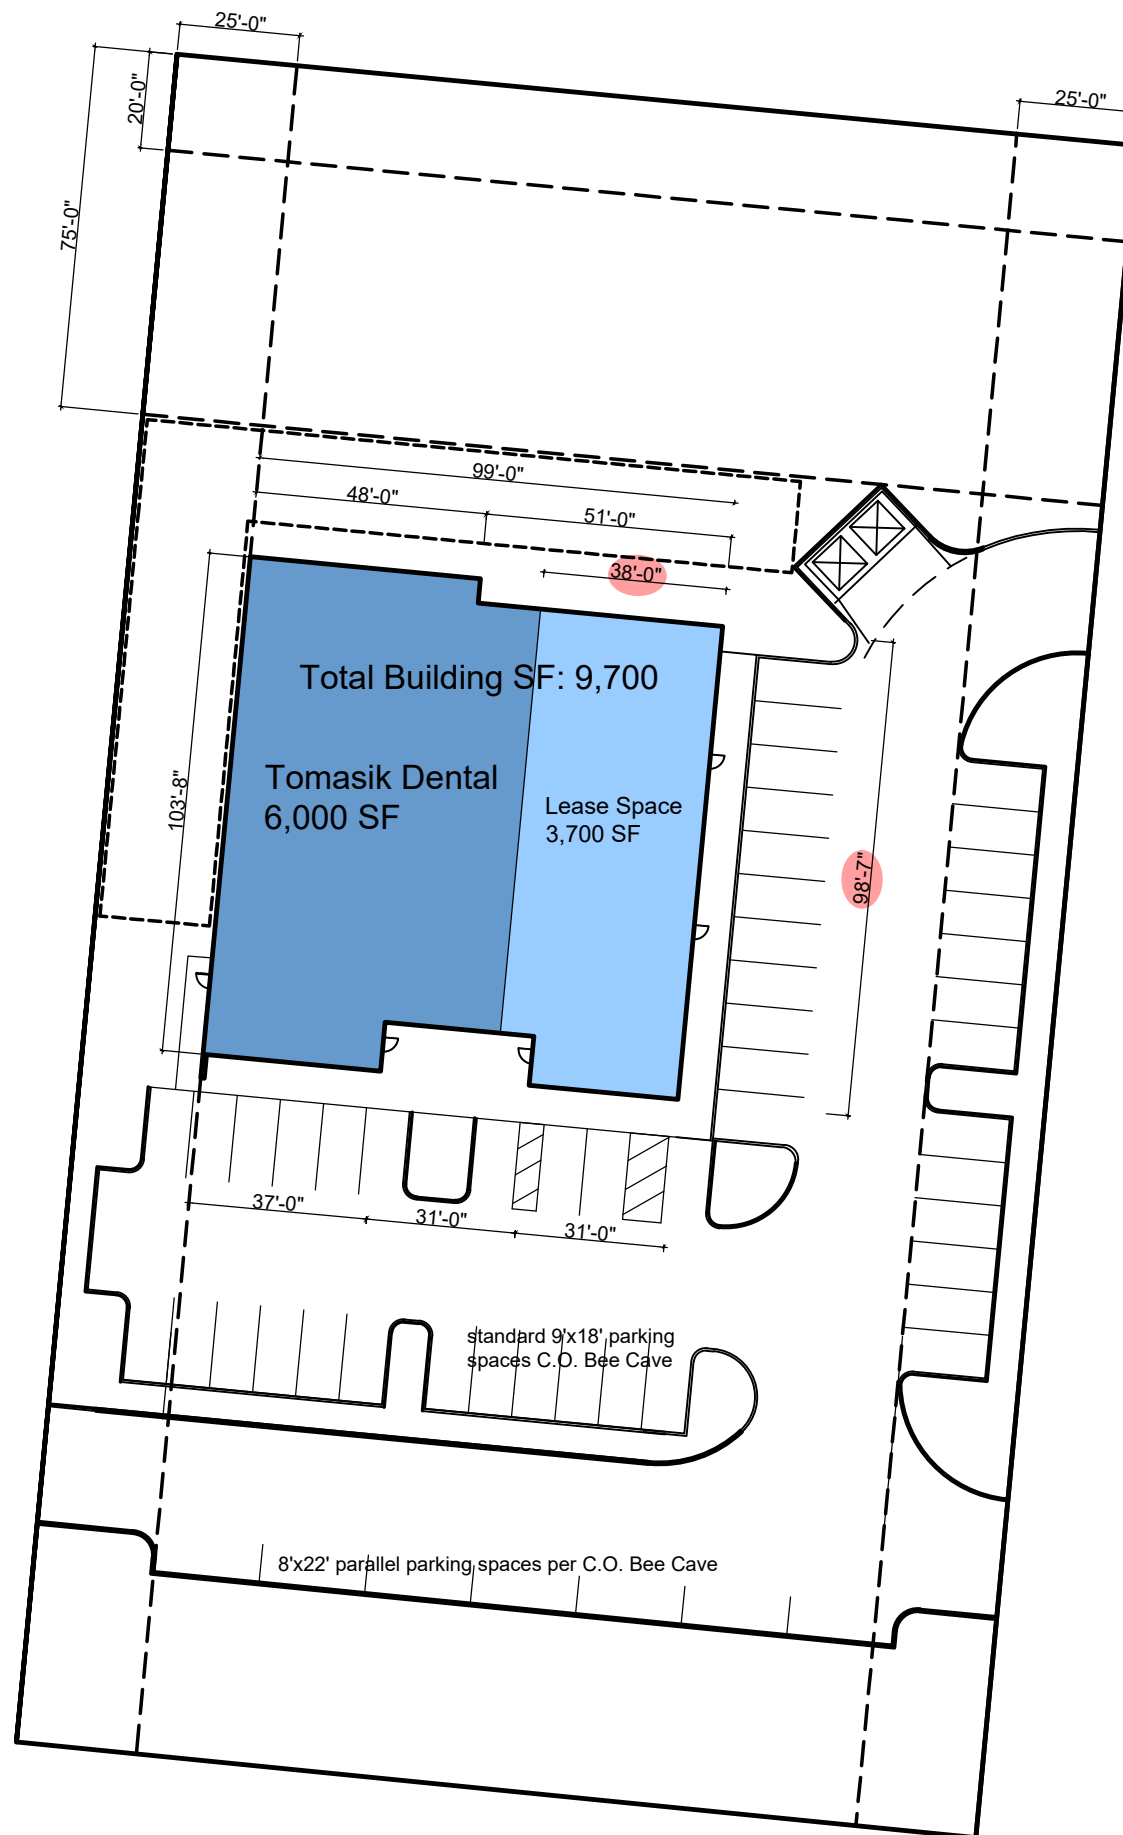 25'-0"
25'-0"
20'-0"
75'-0"
99'-0"
48'-0"
51'-0"
38'-0"
Total Building SF: 9,700
Tomasik Dental
6,000 SF
Lease Space
3,700 SF
103'-8"
98'-7"
37'-0"
31'-0"
31'-0"
standard 9'x18' parking
spaces C.O. Bee Cave
8'x22' parallel parking spaces per C.O. Bee Cave